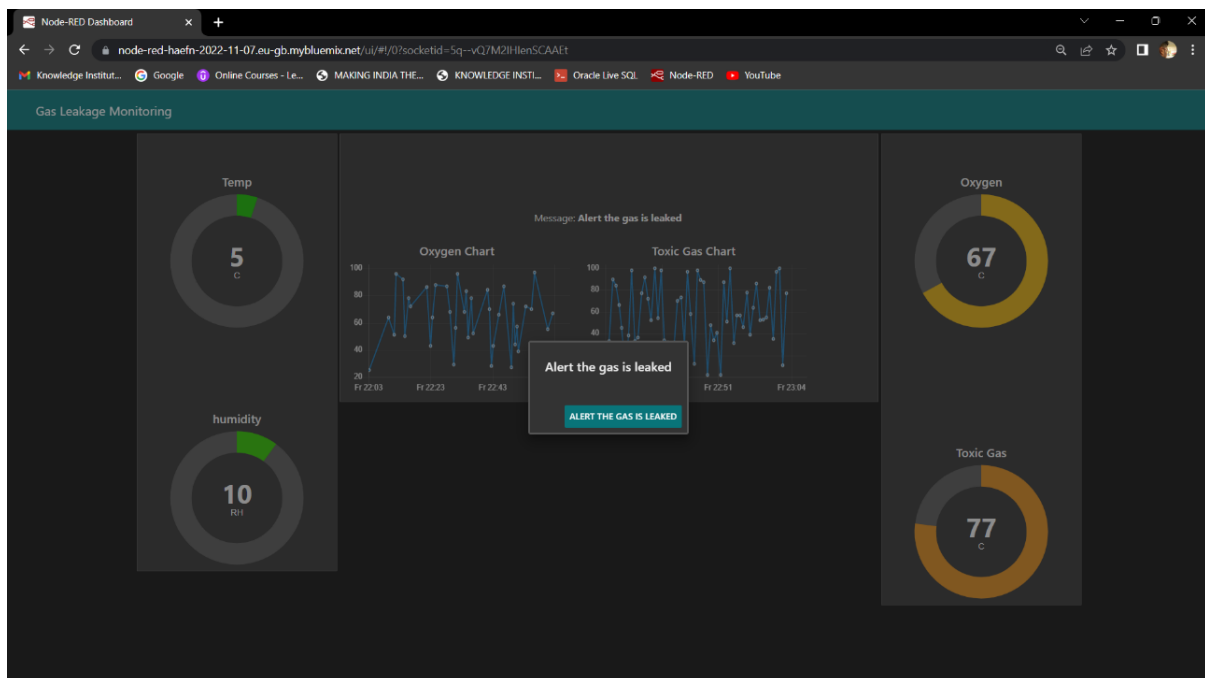 Node-RED Dashboard
node-red-haefn-2022-11-07.eu-gb.mybluemix.net/ui/#!/0?socketid=5q--vQ7M2IHIenSCAAEt
Knowledge Institut... Google Online Courses - Le... MAKING INDIA THE... KNOWLEDGE INSTI... Oracle Live SQL Node-RED YouTube
Gas Leakage Monitoring
Temp
5
C
humidity
10
RH
Message: Alert the gas is leaked
Oxygen Chart
100
80
60
40
20
Fr 22:03 Fr 22:23 Fr 22:43
Toxic Gas Chart
100
80
60
40
Fr 22:51 Fr 23:04
Alert the gas is leaked
ALERT THE GAS IS LEAKED
Oxygen
67
C
Toxic Gas
77
C